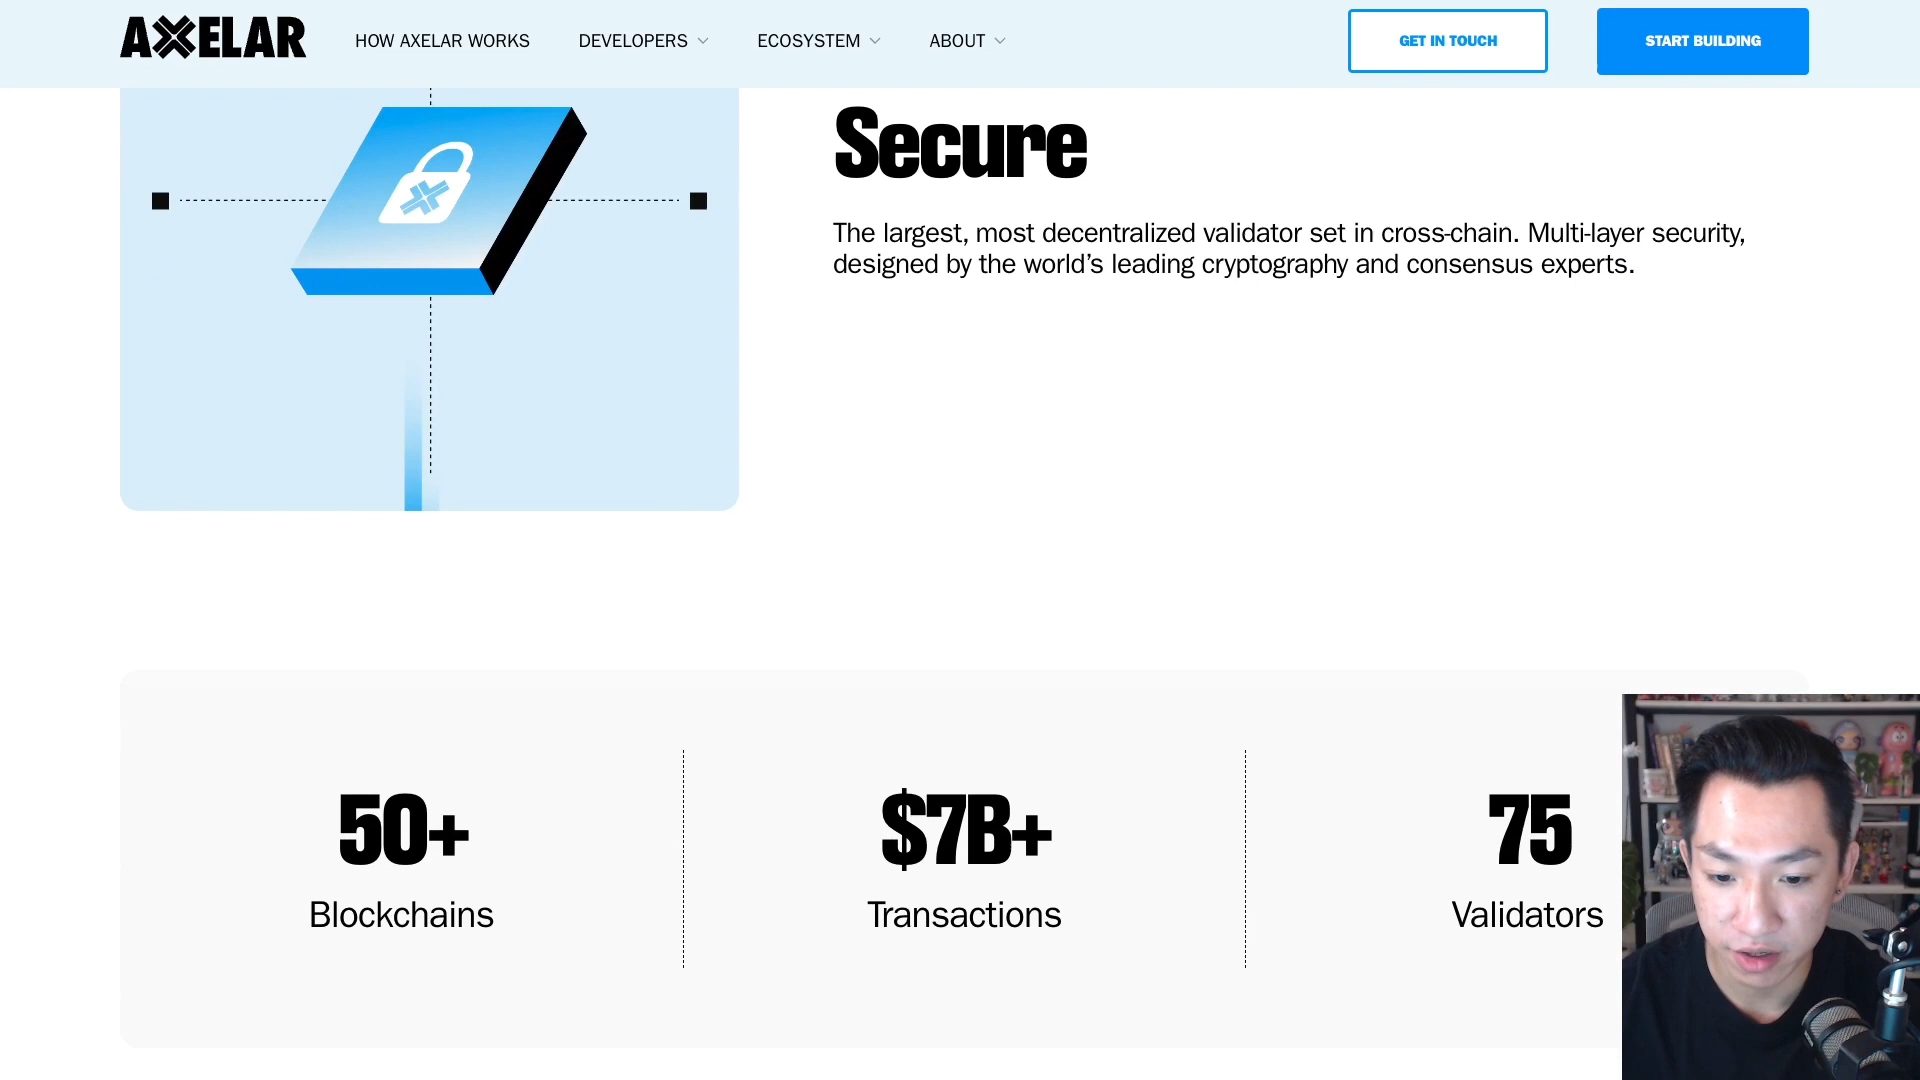 AXELAR
HOW AXELAR WORKS
DEVELOPERS
ECOSYSTEM
ABOUT
GET IN TOUCH
START BUILDING
Secure
The largest, most decentralized validator set in cross-chain. Multi-layer security,
designed by the world’s leading cryptography and consensus experts.
50+
Blockchains
$7B+
Transactions
75
Validators